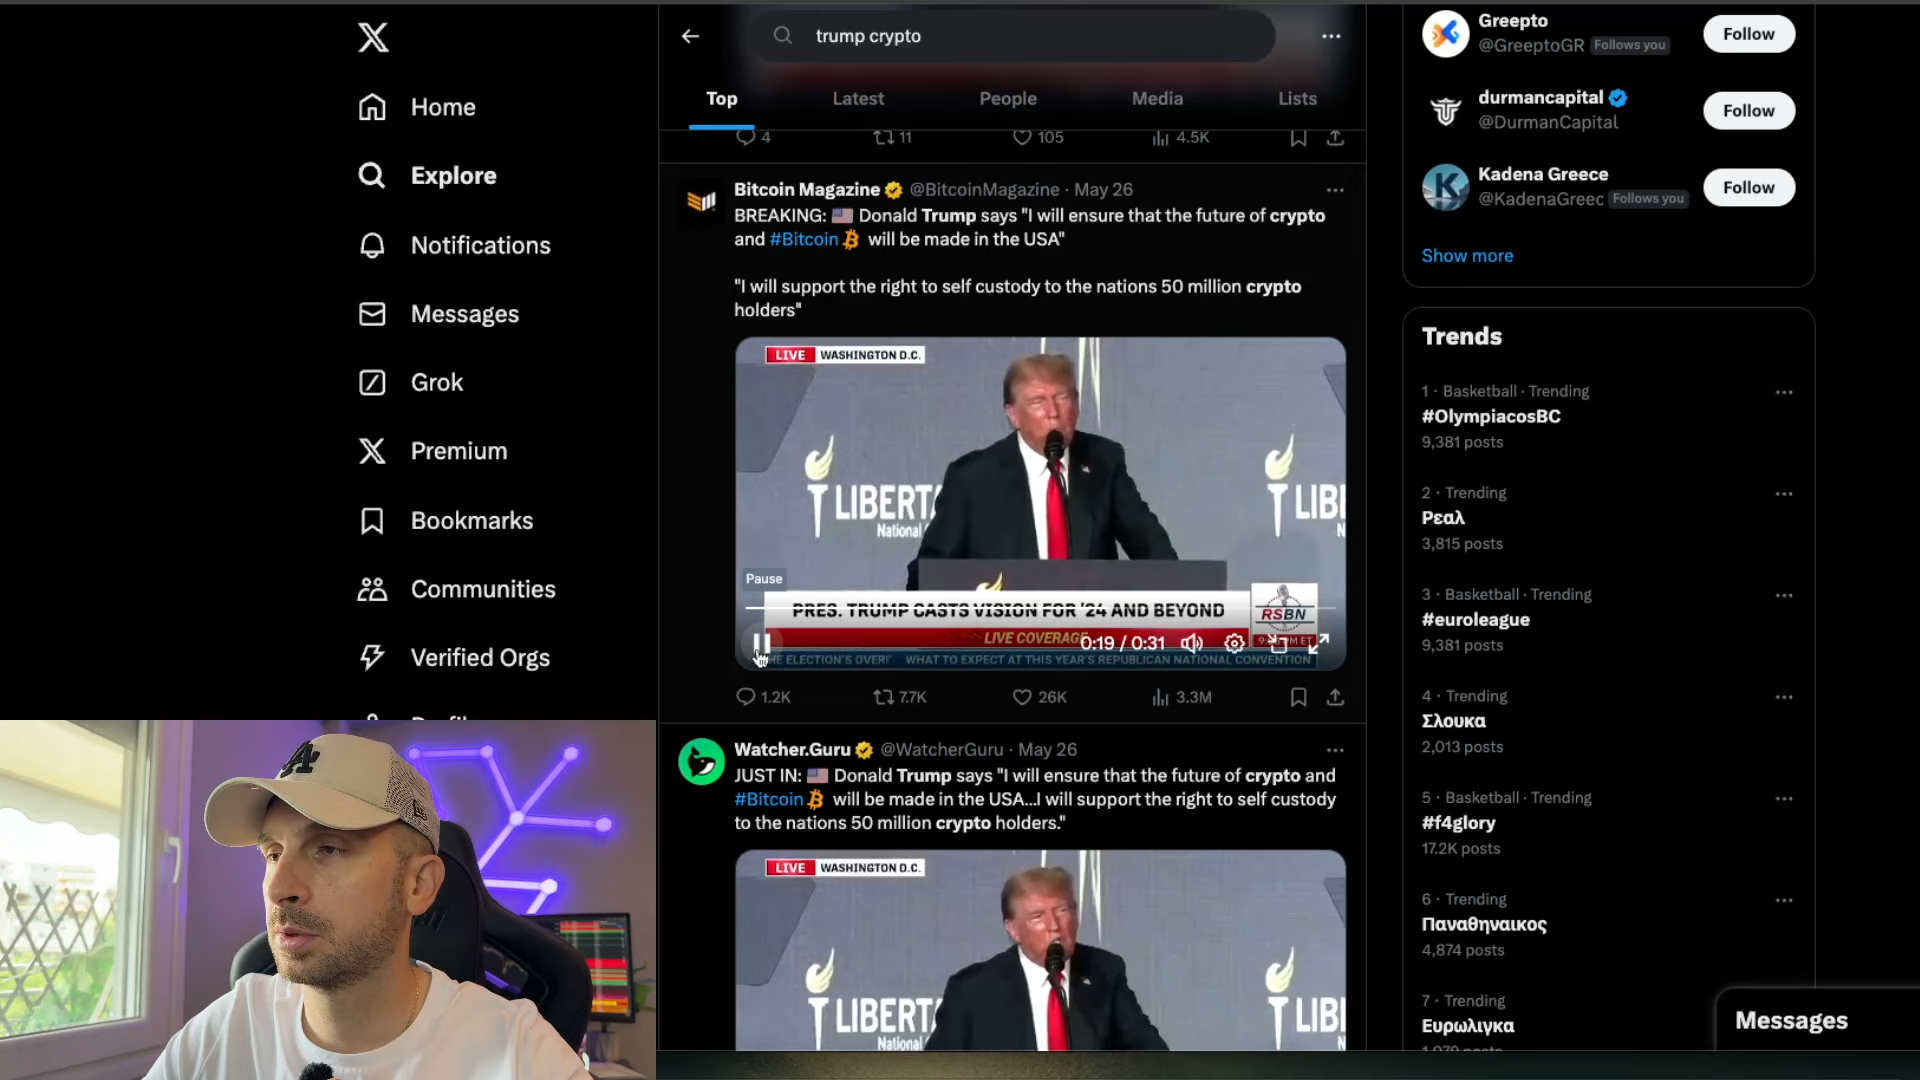 Home
Explore
Notifications
Messages
Grok
Premium
Bookmarks
Communities
Verified Orgs
trump crypto
Top
Latest
People
Media
Lists
4
11
105
4.5K
Bitcoin Magazine @BitcoinMagazine · May 26
BREAKING: 🇺🇸 Donald Trump says "I will ensure that the future of crypto
and #Bitcoin will be made in the USA"
"I will support the right to self custody to the nations 50 million crypto
holders"
LIVE WASHINGTON D.C.
LIBERTA
National
LIB
N
Pause
PRES. TRUMP CASTS VISION FOR '24 AND BEYOND
RSBN
LIVE COVERAGE
0:19 / 0:31
HE ELECTION'S OVER!' WHAT TO EXPECT AT THIS YEAR'S REPUBLICAN NATIONAL CONVENTION
1.2K
7.7K
26K
3.3M
Watcher.Guru @WatcherGuru · May 26
JUST IN: 🇺🇸 Donald Trump says "I will ensure that the future of crypto and
#Bitcoin will be made in the USA...I will support the right to self custody
to the nations 50 million crypto holders."
LIVE WASHINGTON D.C.
LIBERTA
National
LIBI
N
Greepto
@GreeptoGR Follows you
Follow
durmancapital
@DurmanCapital
Follow
Kadena Greece
@KadenaGreec Follows you
Follow
Show more
Trends
1 · Basketball · Trending
#OlympiacosBC
9,381 posts
2 · Trending
Ρεαλ
3,815 posts
3 · Basketball · Trending
#euroleague
9,381 posts
4 · Trending
Σλουκα
2,013 posts
5 · Basketball · Trending
#f4glory
17.2K posts
6 · Trending
Παναθηναικος
4,874 posts
7 · Trending
Ευρωλιγκα
1,079 posts
Messages